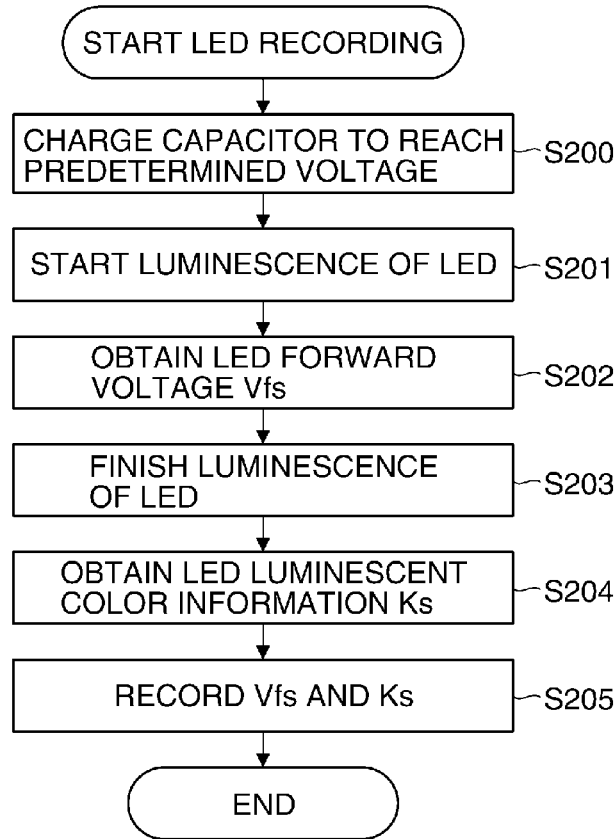 START LED RECORDING
CHARGE CAPACITOR TO REACH
PREDETERMINED VOLTAGE
S200
START LUMINESCENCE OF LED
S201
OBTAIN LED FORWARD
VOLTAGE Vfs
S202
FINISH LUMINESCENCE
OF LED
S203
OBTAIN LED LUMINESCENT
COLOR INFORMATION Ks
S204
RECORD Vfs AND Ks
S205
END